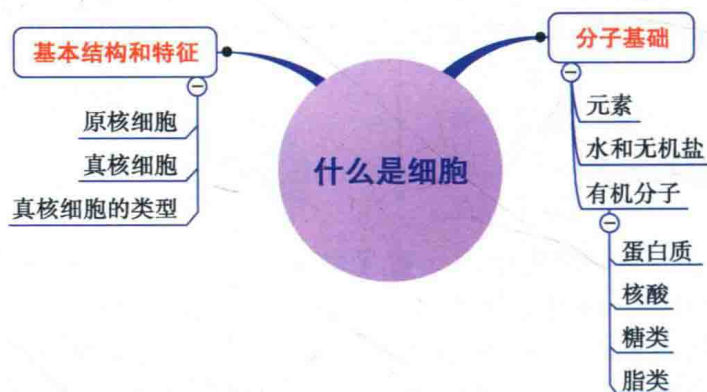 基本结构和特征
原核细胞
真核细胞
真核细胞的类型
什么是细胞
分子基础
元素
水和无机盐
有机分子
蛋白质
核酸
糖类
脂类